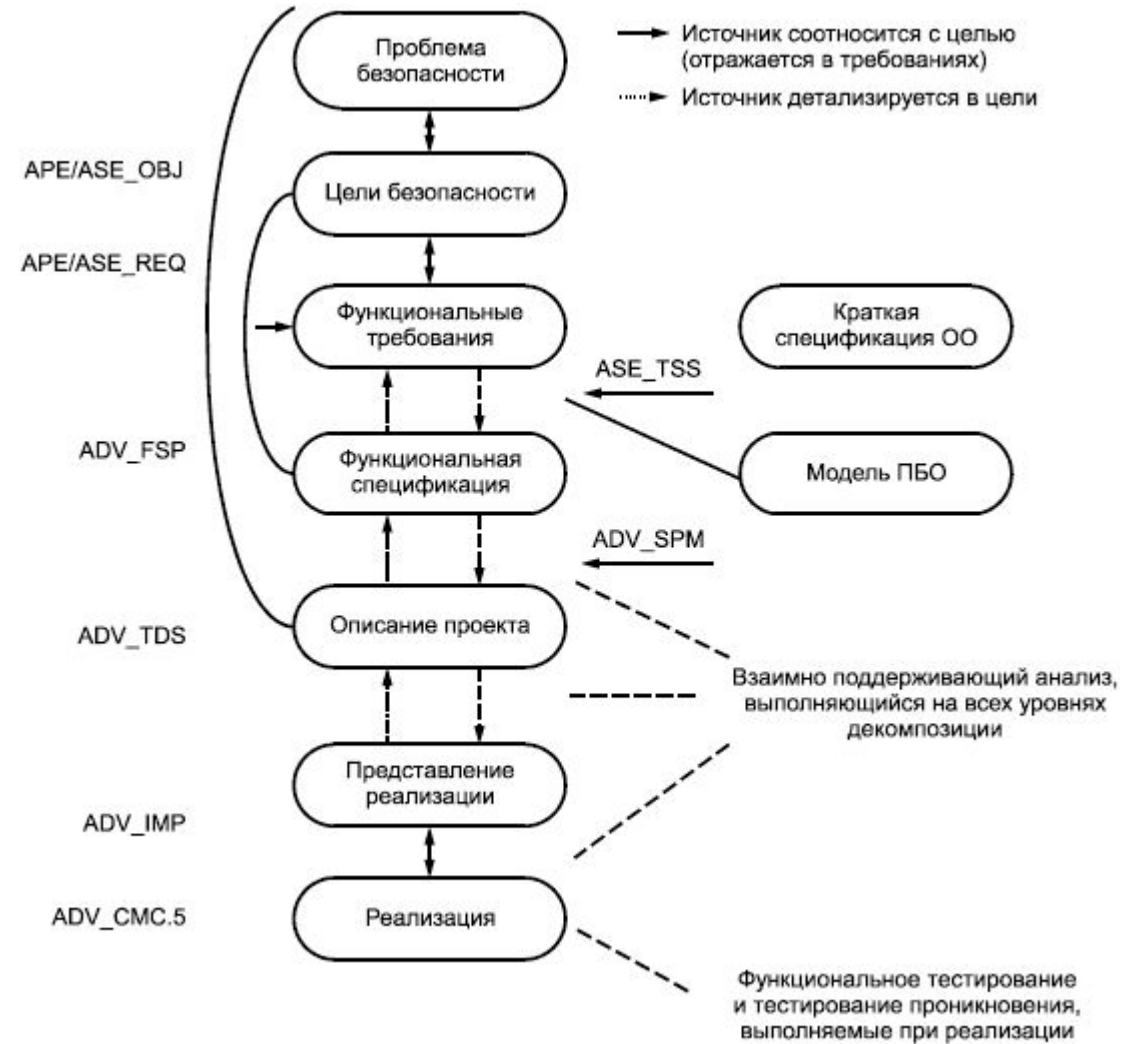 Проблема
безопасности
Источник соотносится с целью
(отражается в требованиях)
Источник детализируется в цели
APE/ASE_OBJ
Цели безопасности
APE/ASE_REQ
Функциональные
требования
Краткая
спецификация ОО
ASE_TSS
ADV_FSP
Функциональная
спецификация
Модель ПБО
ADV_SPM
ADV_TDS
Описание проекта
Взаимно поддерживающий анализ,
выполняющийся на всех уровнях
декомпозиции
Представление
реализации
ADV_IMP
ADV_CMC.5
Реализация
Функциональное тестирование
и тестирование проникновения,
выполняемые при реализации